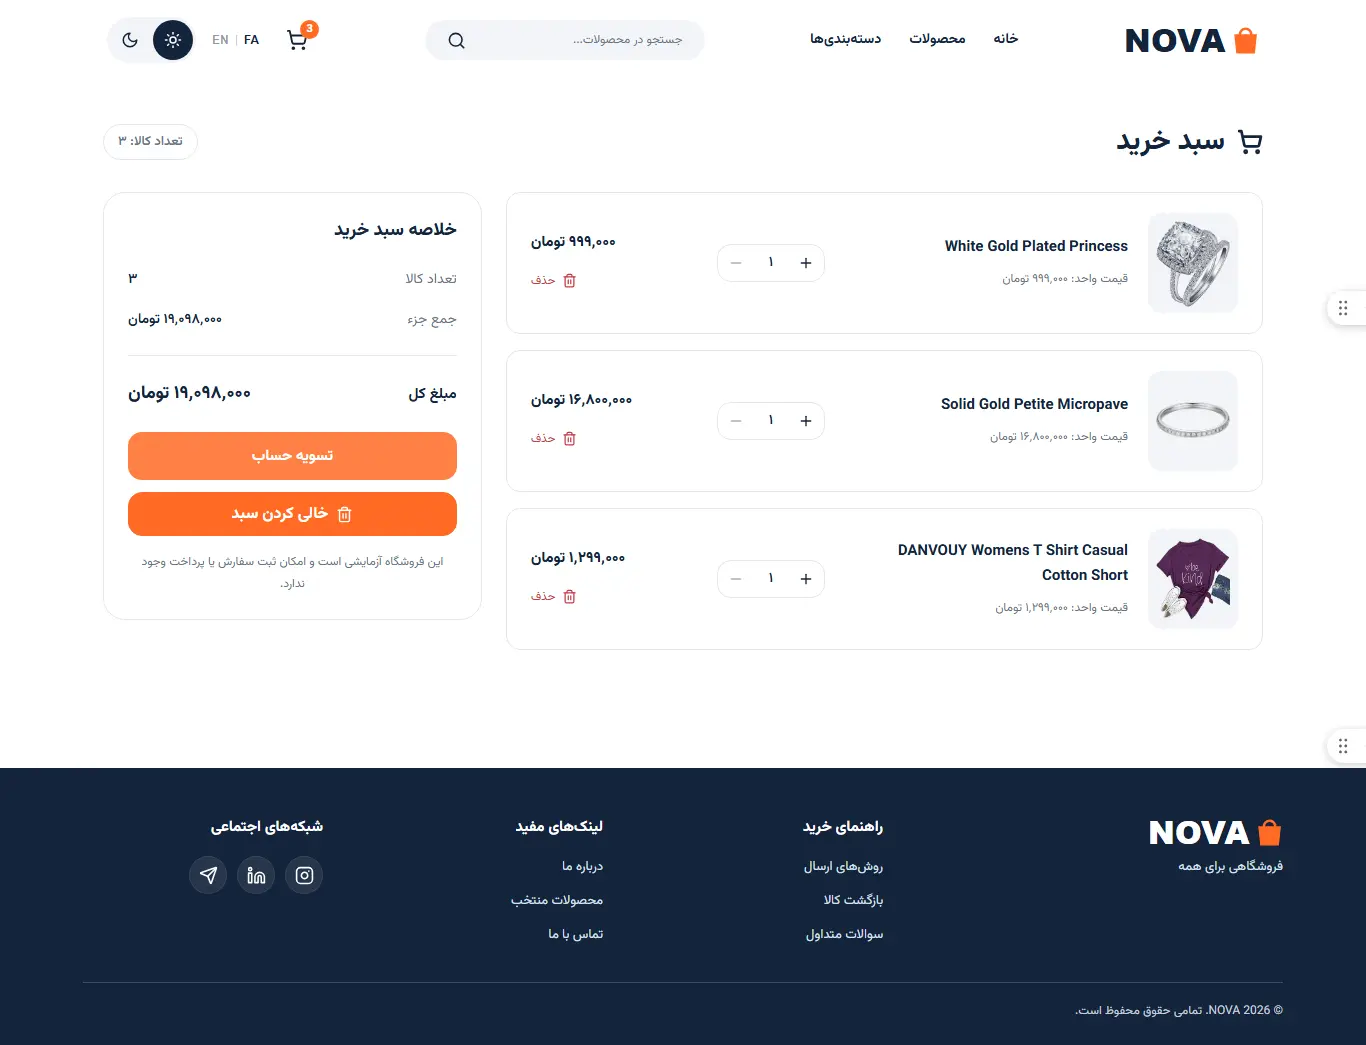 NOVA
خانه
محصولات
دسته‌بندی‌ها
جستجو در محصولات...
3
FA | EN
سبد خرید
تعداد کالا: ۳
White Gold Plated Princess
قیمت واحد: ۹۹۹,۰۰۰ تومان
۱
۹۹۹,۰۰۰ تومان
حذف
Solid Gold Petite Micropave
قیمت واحد: ۱۶,۸۰۰,۰۰۰ تومان
۱
۱۶,۸۰۰,۰۰۰ تومان
حذف
be
kind
DANVOUY Womens T Shirt Casual
Cotton Short
قیمت واحد: ۱,۲۹۹,۰۰۰ تومان
۱
۱,۲۹۹,۰۰۰ تومان
حذف
خلاصه سبد خرید
تعداد کالا
۳
جمع جزء
۱۹,۰۹۸,۰۰۰ تومان
مبلغ کل
۱۹,۰۹۸,۰۰۰ تومان
تسویه حساب
خالی کردن سبد
این فروشگاه آزمایشی است و امکان ثبت سفارش یا پرداخت وجود
ندارد.
NOVA
فروشگاهی برای همه
راهنمای خرید
روش‌های ارسال
بازگشت کالا
سوالات متداول
لینک‌های مفید
درباره ما
محصولات منتخب
تماس با ما
شبکه‌های اجتماعی
© 2026 NOVA. تمامی حقوق محفوظ است.